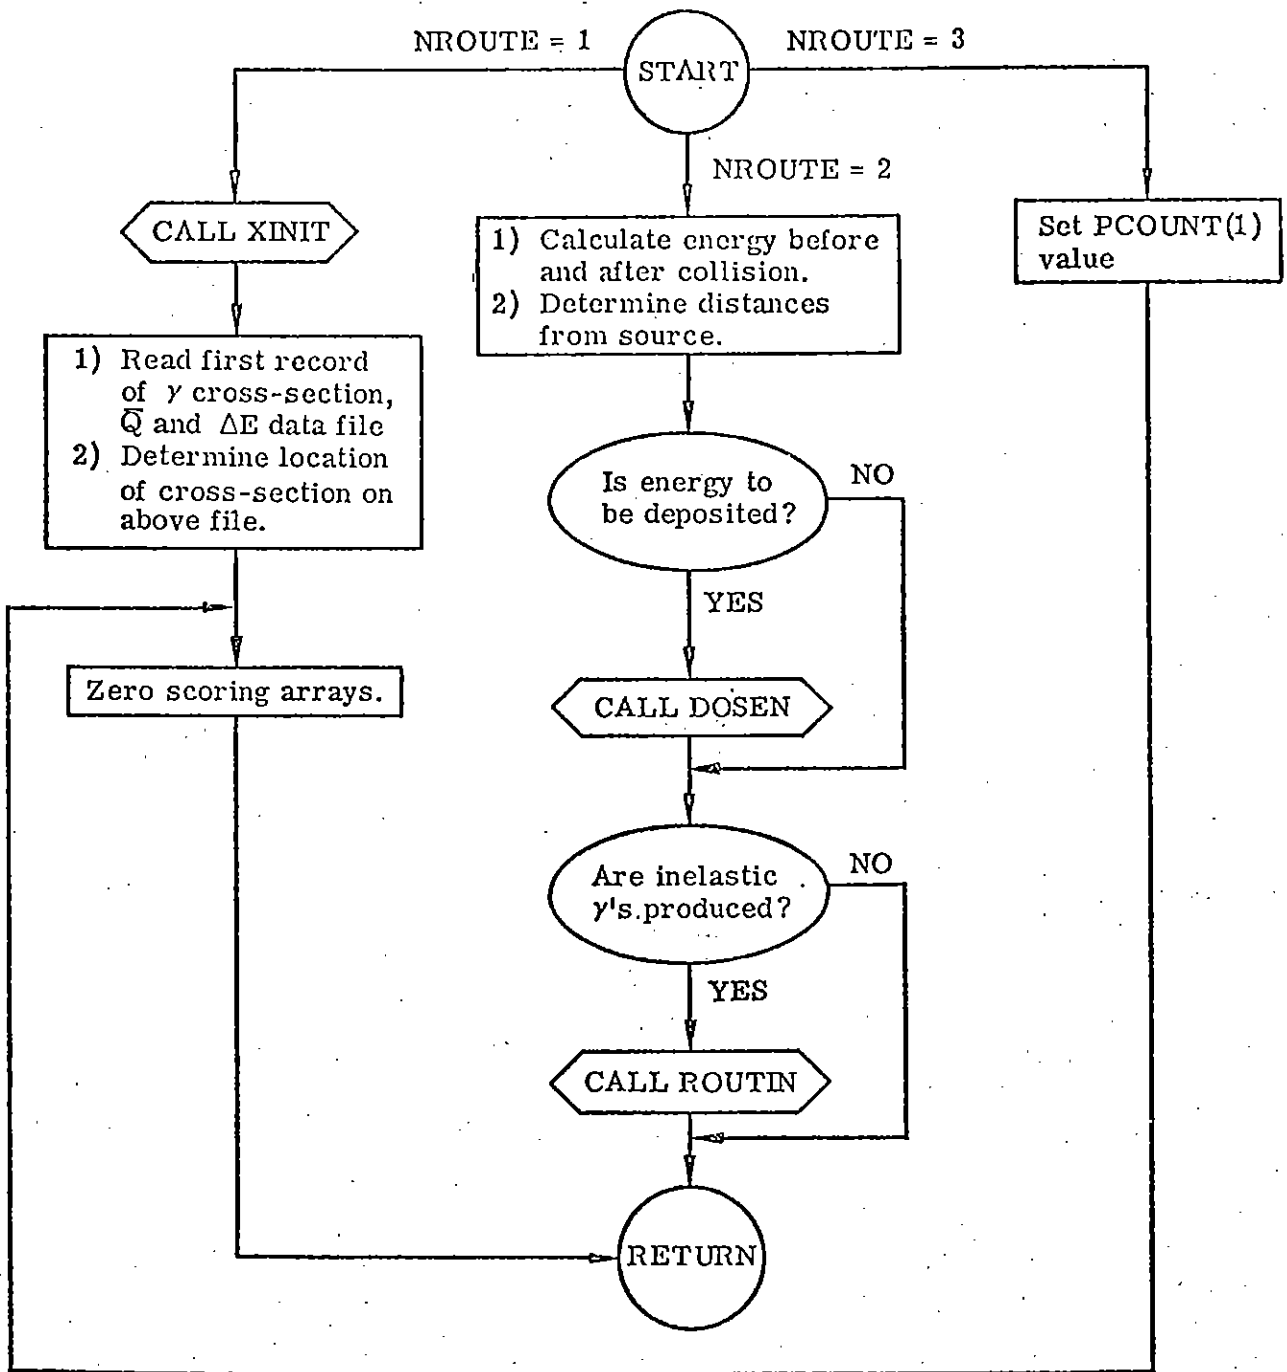 NROUTE = 1
NROUTE = 3
START
NROUTE = 2
CALL XINIT
1) Read first record
of γ cross-section,
Q̅ and ΔE data file
2) Determine location
of cross-section on
above file.
Zero scoring arrays.
1) Calculate energy before
and after collision.
2) Determine distances
from source.
Is energy to
be deposited?
NO
YES
CALL DOSEN
Are inelastic
γ's produced?
NO
YES
CALL ROUTIN
RETURN
Set PCOUNT(1)
value